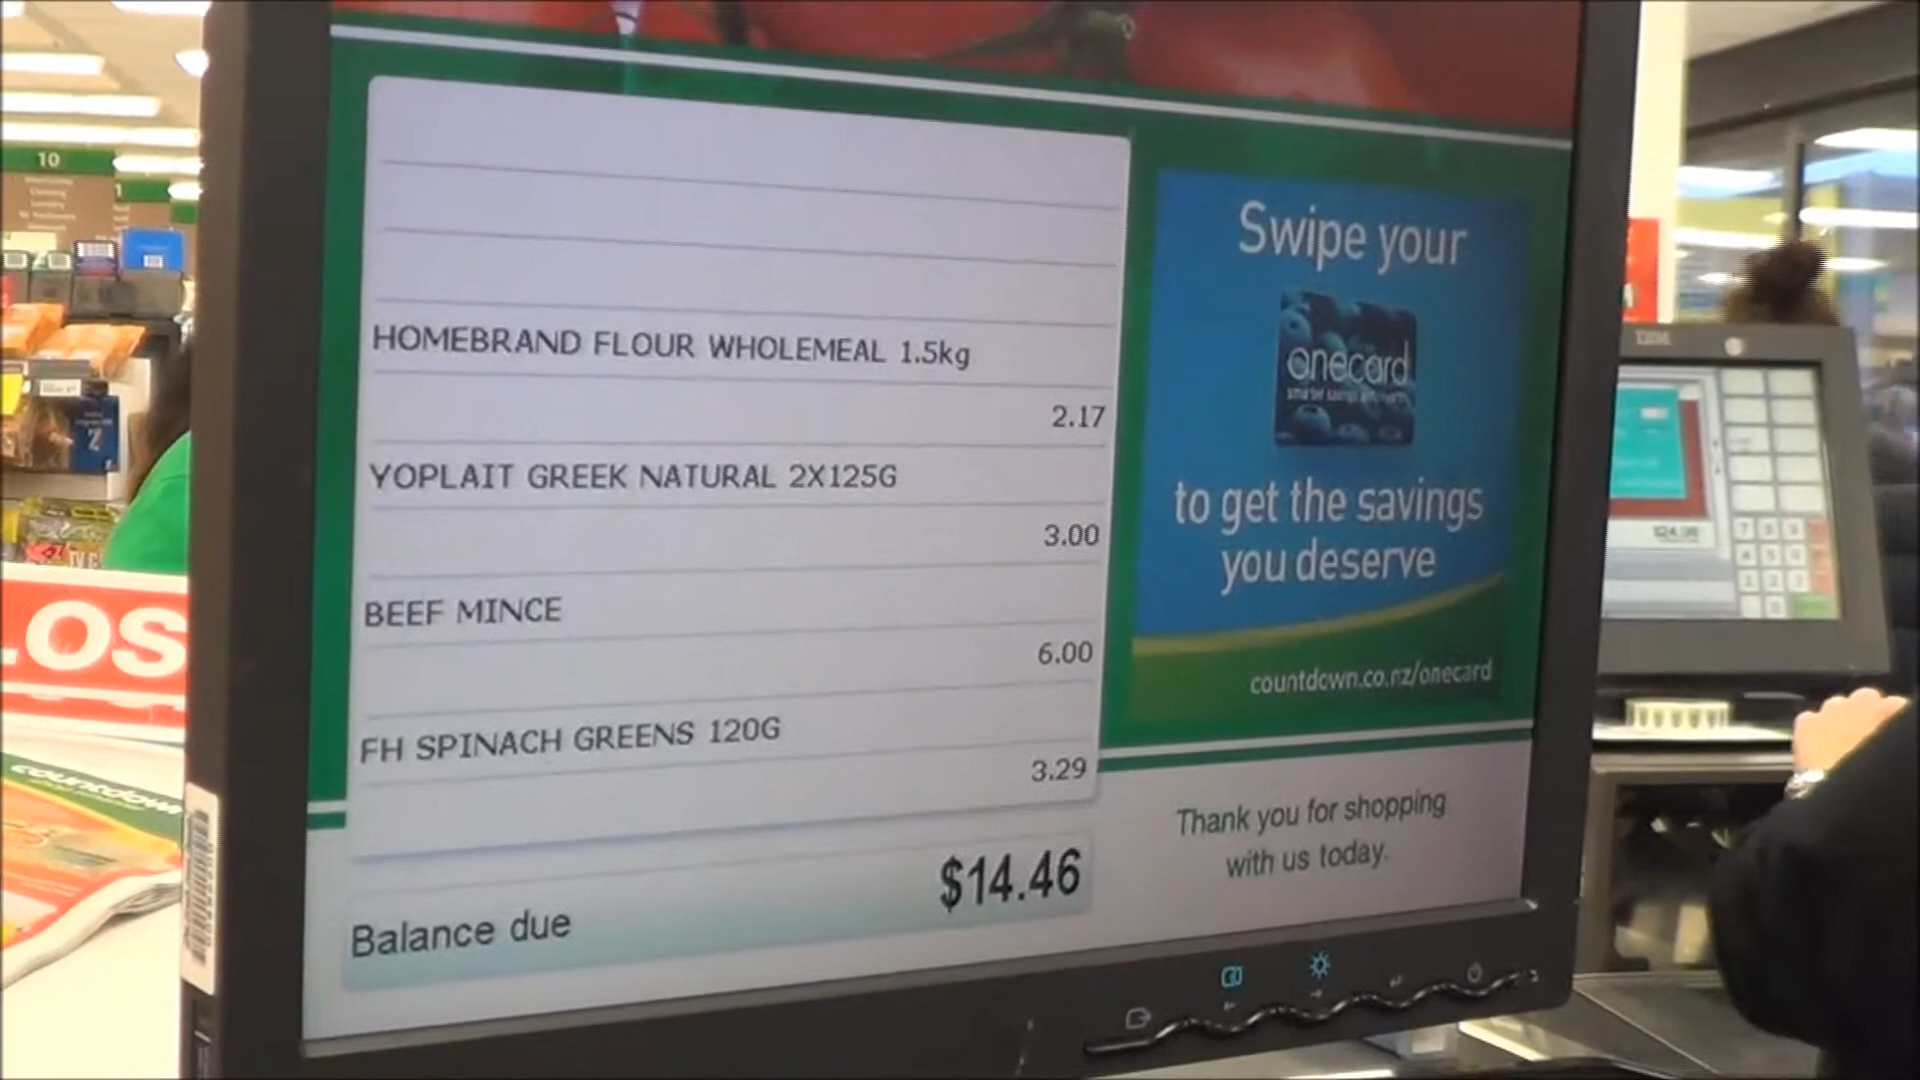 HOMEBRAND FLOUR WHOLEMEAL 1.5kg
2.17
YOPLAIT GREEK NATURAL 2X125G
3.00
BEEF MINCE
6.00
FH SPINACH GREENS 120G
3.29
Balance due $14.46
Swipe your
onecard
to get the savings
you deserve
countdown.co.nz/onecard
Thank you for shopping
with us today.
10
LOS
countdown
IBM